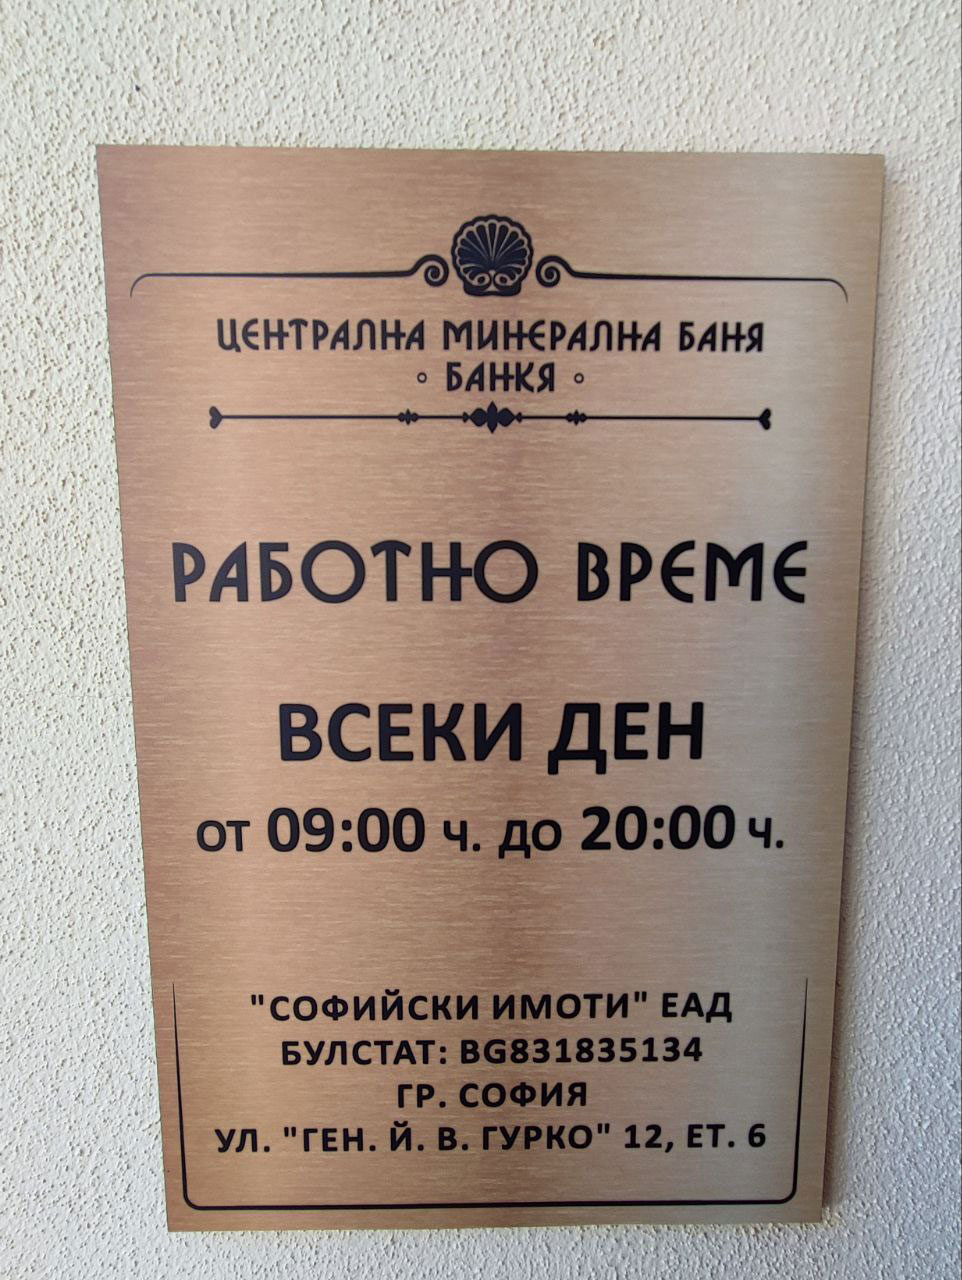 ЦЕНТРАЛНА МИНЕРАЛНА БАНЯ
◦ БАНКЯ ◦
РАБОТНО ВРЕМЕ
ВСЕКИ ДЕН
от 09:00 ч. до 20:00 ч.
"СОФИЙСКИ ИМОТИ" ЕАД
БУЛСТАТ: BG831835134
ГР. СОФИЯ
УЛ. "ГЕН. Й. В. ГУРКО" 12, ЕТ. 6